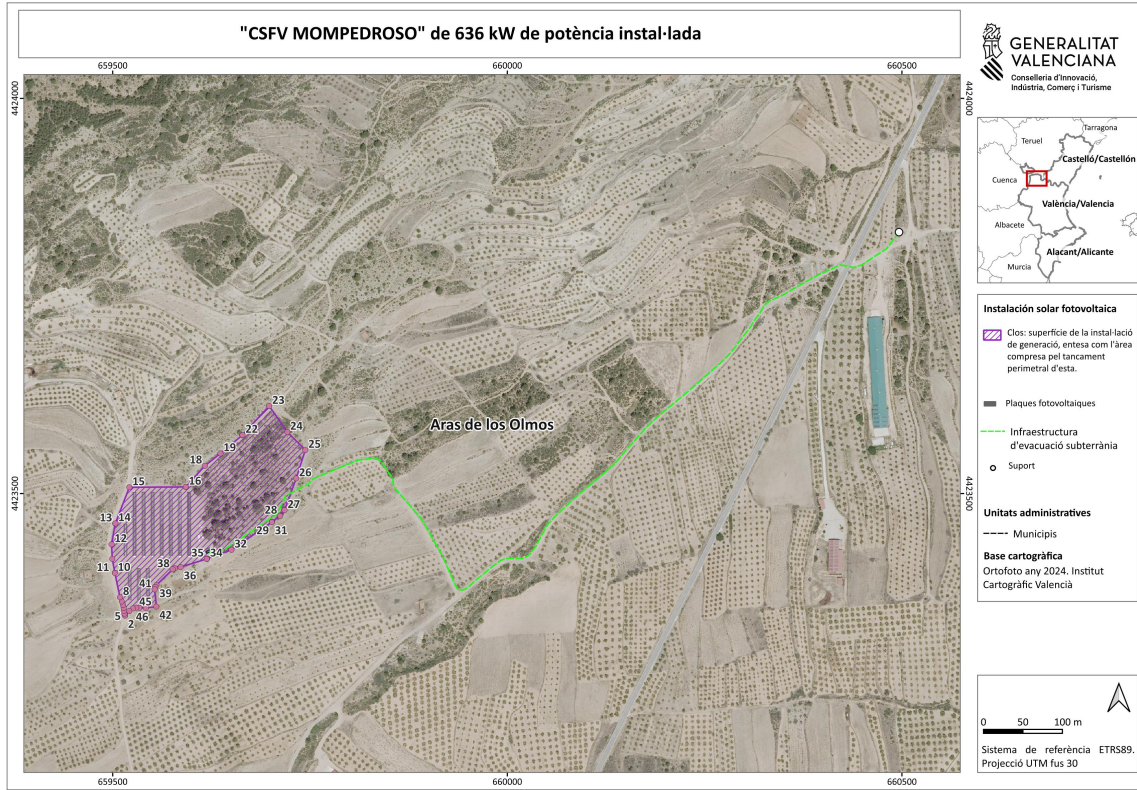 "CSFV MOMPEDROSO" de 636 kW de potència instal·lada
659500
660000
660500
4424000
4424000
4423500
4423500
23
24
22
25
19
18
26
16
15
27
28
14
13
31
29
12
32
34
35
10
11
38
36
41
39
8
45
42
5
46
2
Aras de los Olmos
659500
660000
660500
GENERALITAT
VALENCIANA
Conselleria d'Innovació,
Indústria, Comerç i Turisme
Tarragona
Teruel
Castelló/Castellón
Cuenca
València/Valencia
Albacete
Alacant/Alicante
Murcia
Instalación solar fotovoltaica
Clos: superfície de la instal·lació
de generació, entesa com l'àrea
compresa pel tancament
perimetral d'esta.
Plaques fotovoltaiques
Infraestructura
d'evacuació subterrània
Suport
Unitats administratives
Municipis
Base cartogràfica
Ortofoto any 2024. Institut
Cartogràfic Valencià
0 50 100 m
Sistema de referència ETRS89.
Projecció UTM fus 30